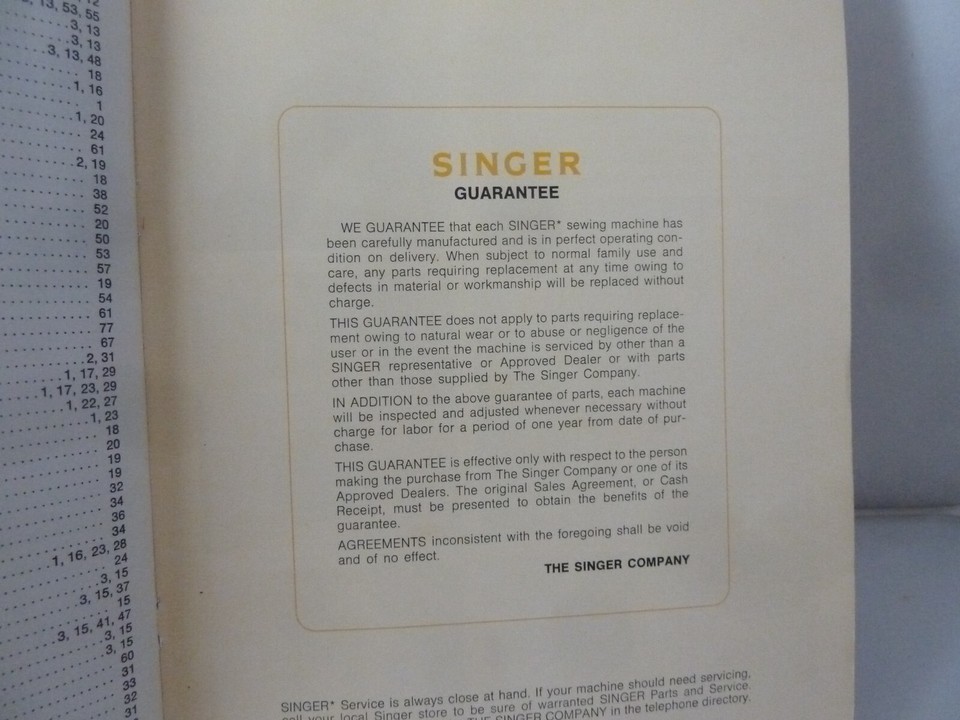 12
13, 53, 55
3, 13
3, 13
3, 13, 48
18
1, 16
1
1, 20
24
61
2, 19
18
38
52
20
50
53
57
19
54
61
77
67
2, 31
1, 17, 29
1, 17, 23, 29
1, 22, 27
1, 23
18
20
19
19
32
34
36
34
1, 16, 23, 28
24
3, 15
3, 15, 37
15
3, 15, 41, 47
3, 15
3, 15
60
31
33
32
31
SINGER
GUARANTEE
WE GUARANTEE that each SINGER* sewing machine has
been carefully manufactured and is in perfect operating con-
dition on delivery. When subject to normal family use and
care, any parts requiring replacement at any time owing to
defects in material or workmanship will be replaced without
charge.
THIS GUARANTEE does not apply to parts requiring replace-
ment owing to natural wear or to abuse or negligence of the
user or in the event the machine is serviced by other than a
SINGER representative or Approved Dealer or with parts
other than those supplied by The Singer Company.
IN ADDITION to the above guarantee of parts, each machine
will be inspected and adjusted whenever necessary without
charge for labor for a period of one year from date of pur-
chase.
THIS GUARANTEE is effective only with respect to the person
making the purchase from The Singer Company or one of its
Approved Dealers. The original Sales Agreement, or Cash
Receipt, must be presented to obtain the benefits of the
guarantee.
AGREEMENTS inconsistent with the foregoing shall be void
and of no effect.
THE SINGER COMPANY
SINGER* Service is always close at hand. If your machine should need servicing,
call your local Singer store to be sure of warranted SINGER Parts and Service.
THE SINGER COMPANY in the telephone directory.